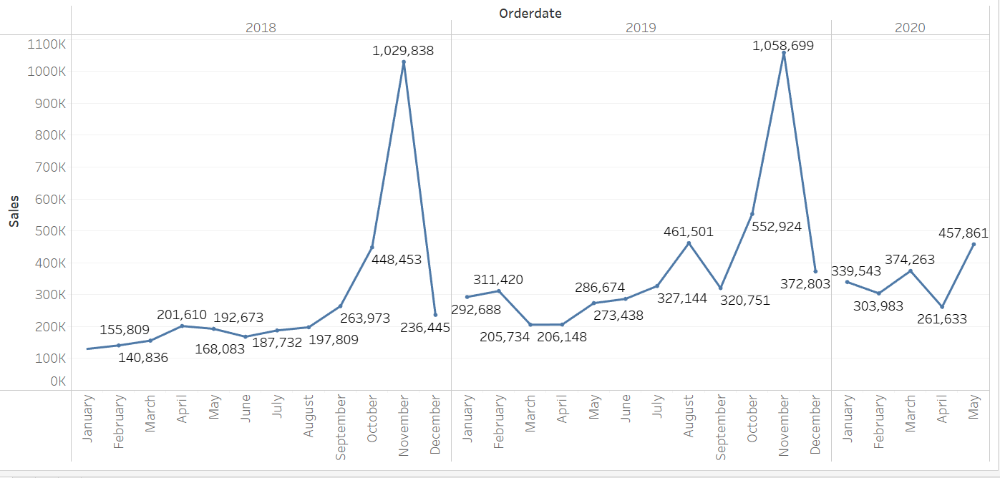 Orderdate
2018 2019 2020
1100K
1000K
900K
800K
700K
600K
500K
400K
300K
200K
100K
0K
Sales
155,809
140,836
201,610
192,673
168,083
187,732
197,809
263,973
448,453
1,029,838
236,445
292,688
311,420
205,734
206,148
286,674
273,438
327,144
461,501
320,751
552,924
1,058,699
372,803
339,543
303,983
374,263
261,633
457,861
January
February
March
April
May
June
July
August
September
October
November
December
January
February
March
April
May
June
July
August
September
October
November
December
January
February
March
April
May